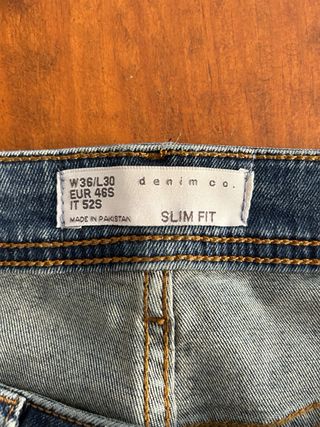 W36/L30
EUR 46S
IT 52S
MADE IN PAKISTAN
denim co.
SLIM FIT